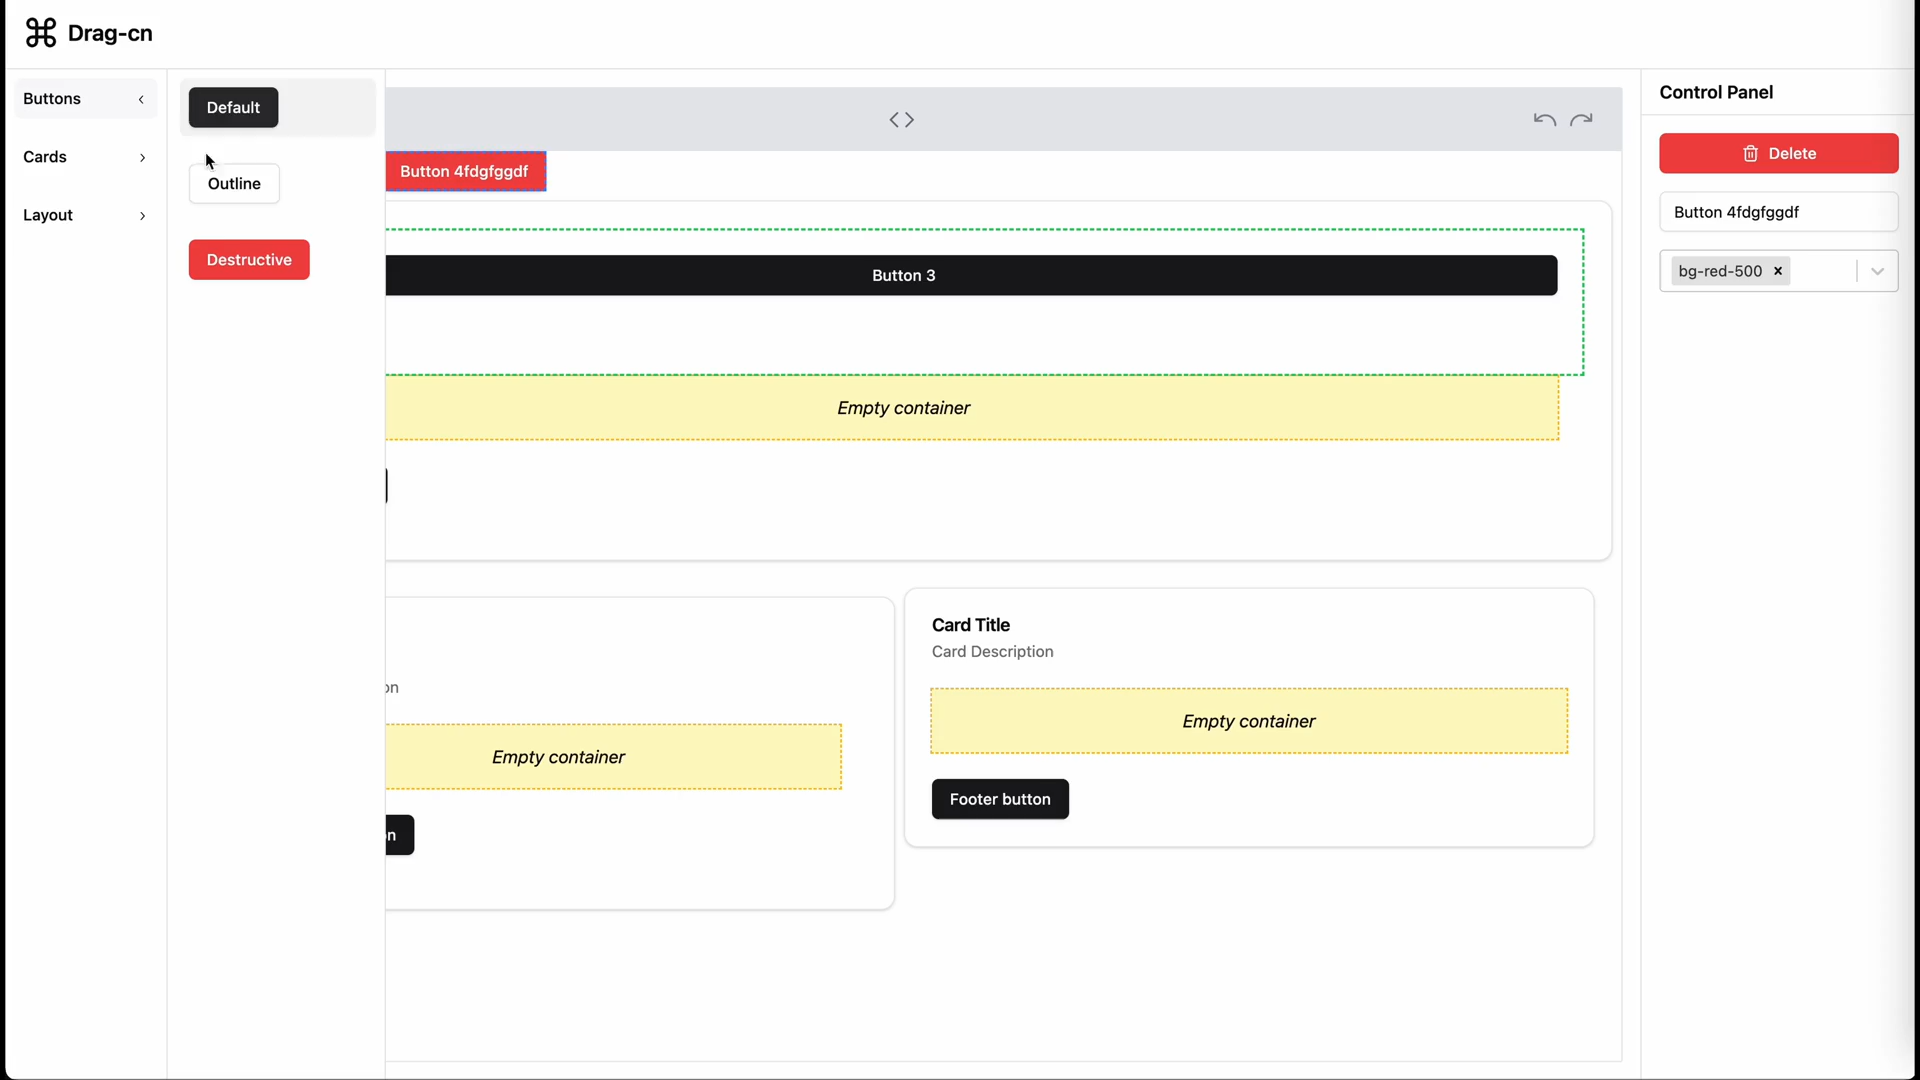 Drag-cn
Buttons
Cards
Layout
Default
Outline
Destructive
Button 4fdgfggdf
Button 3
Empty container
on
Empty container
n
Card Title
Card Description
Empty container
Footer button
Control Panel
Delete
Button 4fdgfggdf
bg-red-500